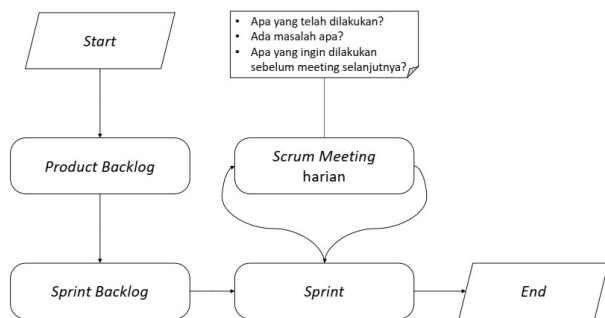 Start
• Apa yang telah dilakukan?
• Ada masalah apa?
• Apa yang ingin dilakukan
sebelum meeting selanjutnya?
Product Backlog
Scrum Meeting
harian
Sprint Backlog
Sprint
End